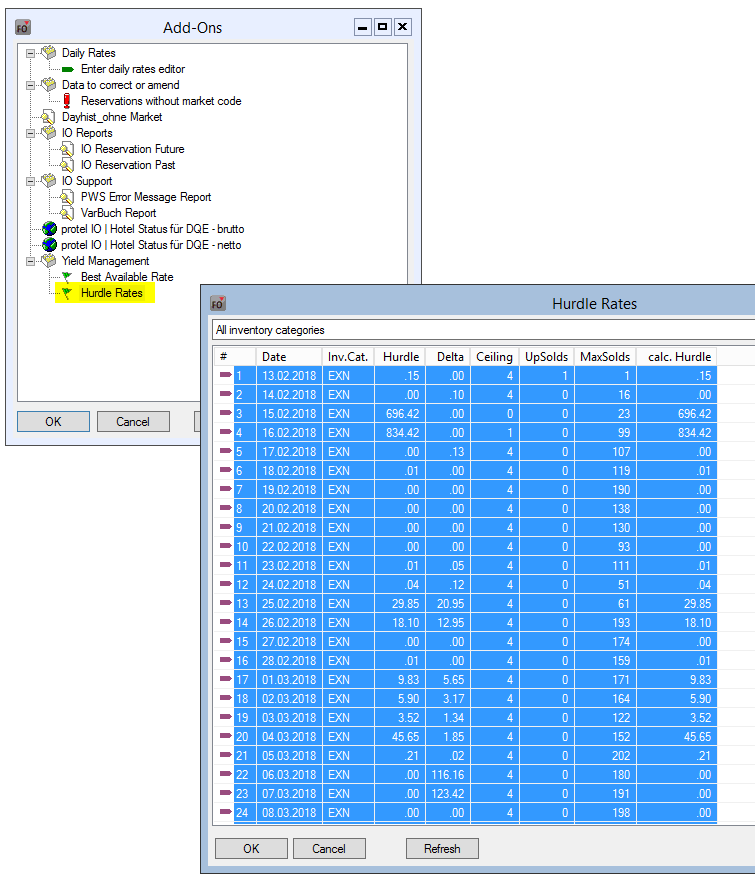 FO
Add-Ons
Daily Rates
Enter daily rates editor
Data to correct or amend
Reservations without market code
Dayhist_ohne Market
IO Reports
IO Reservation Future
IO Reservation Past
IO Support
PWS Error Message Report
VarBuch Report
protel IO | Hotel Status für DQE - brutto
protel IO | Hotel Status für DQE - netto
Yield Management
Best Available Rate
Hurdle Rates
OK Cancel
FO
Hurdle Rates
All inventory categories
# Date Inv.Cat. Hurdle Delta Ceiling UpSolds MaxSolds calc. Hurdle
1 13.02.2018 EXN .15 .00 4 1 1 .15
2 14.02.2018 EXN .00 .10 4 0 16 .00
3 15.02.2018 EXN 696.42 .00 0 0 23 696.42
4 16.02.2018 EXN 834.42 .00 1 0 99 834.42
5 17.02.2018 EXN .00 .13 4 0 107 .00
6 18.02.2018 EXN .01 .00 4 0 119 .01
7 19.02.2018 EXN .00 .00 4 0 190 .00
8 20.02.2018 EXN .00 .00 4 0 138 .00
9 21.02.2018 EXN .00 .00 4 0 130 .00
10 22.02.2018 EXN .00 .00 4 0 93 .00
11 23.02.2018 EXN .01 .05 4 0 111 .01
12 24.02.2018 EXN .04 .12 4 0 51 .04
13 25.02.2018 EXN 29.85 20.95 4 0 61 29.85
14 26.02.2018 EXN 18.10 12.95 4 0 193 18.10
15 27.02.2018 EXN .00 .00 4 0 174 .00
16 28.02.2018 EXN .01 .00 4 0 159 .01
17 01.03.2018 EXN 9.83 5.65 4 0 171 9.83
18 02.03.2018 EXN 5.90 3.17 4 0 164 5.90
19 03.03.2018 EXN 3.52 1.34 4 0 122 3.52
20 04.03.2018 EXN 45.65 1.85 4 0 152 45.65
21 05.03.2018 EXN .21 .02 4 0 202 .21
22 06.03.2018 EXN .00 116.16 4 0 180 .00
23 07.03.2018 EXN .00 123.42 4 0 191 .00
24 08.03.2018 EXN .00 .00 4 0 198 .00
OK Cancel Refresh